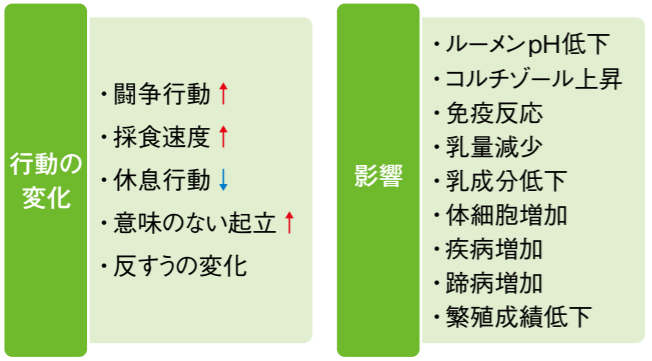 行動の
変化
・闘争行動↑
・採食速度↑
・休息行動↓
・意味のない起立↑
・反すうの変化
影響
・ルーメンpH低下
・コルチゾール上昇
・免疫反応
・乳量減少
・乳成分低下
・体細胞増加
・疾病増加
・蹄病増加
・繁殖成績低下